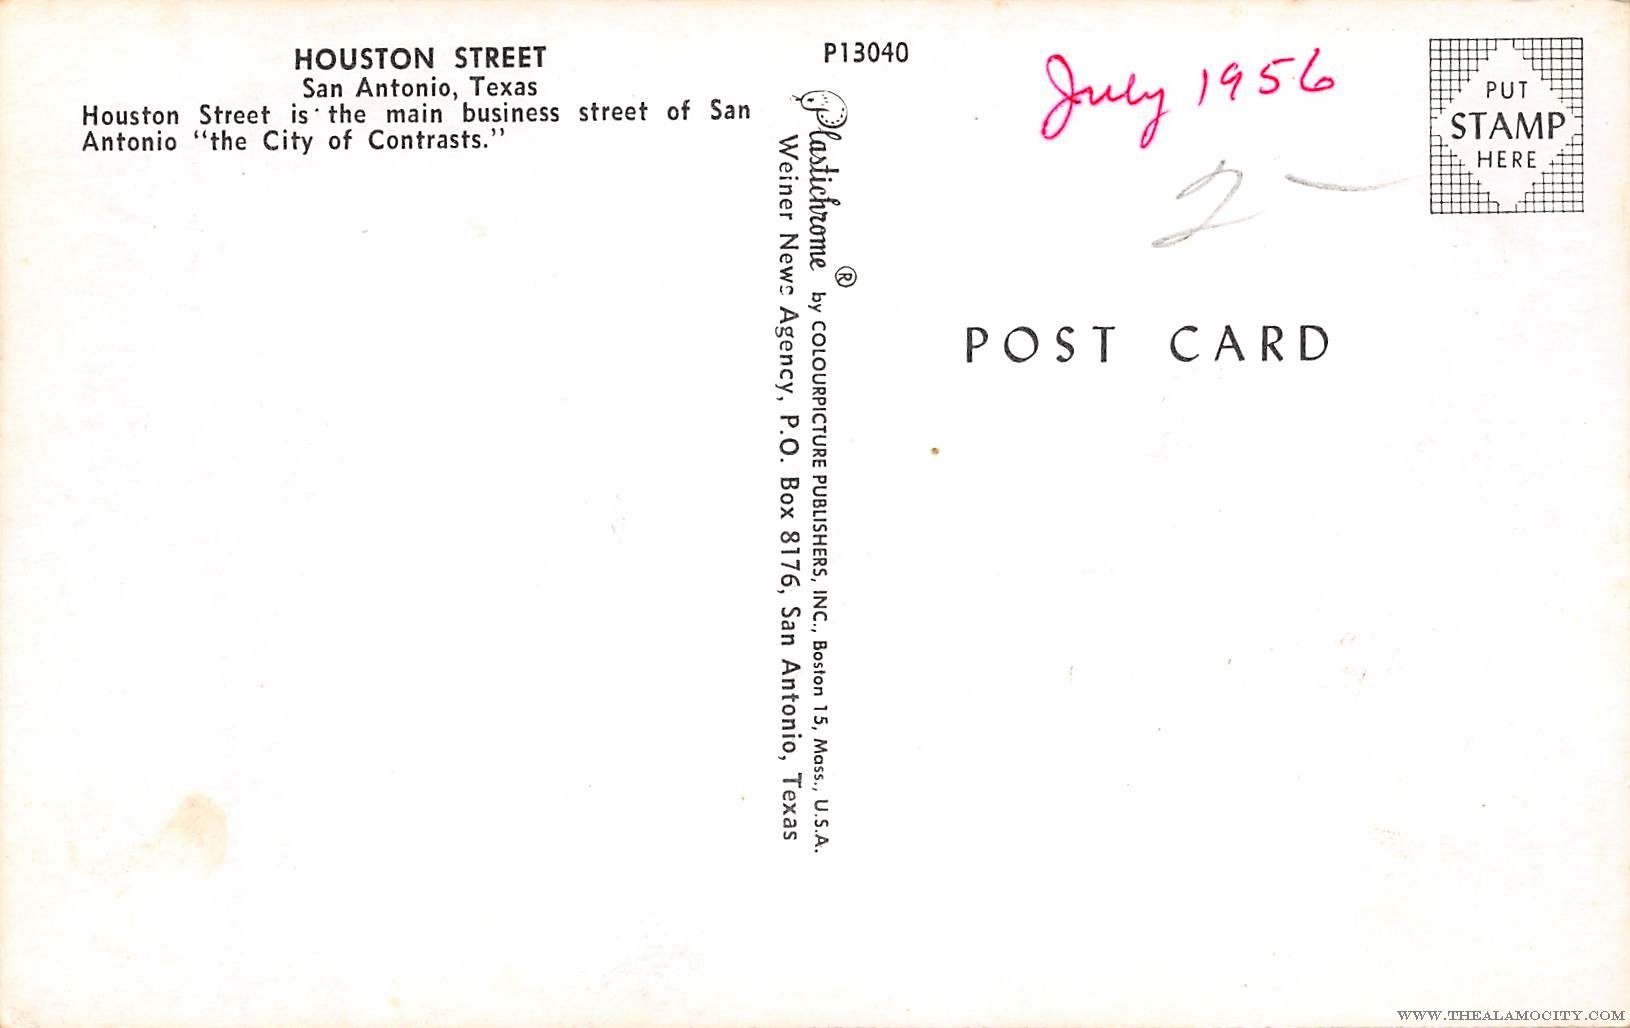 HOUSTON STREET
San Antonio, Texas
Houston Street is the main business street of San
Antonio “the City of Contrasts.”
P13040
Plastichrome ® by COLOURPICTURE PUBLISHERS, INC., Boston 15, Mass., U.S.A.
Weiner News Agency, P.O. Box 8176, San Antonio, Texas
July 1956
2 —
PUT
STAMP
HERE
POST CARD
WWW.THEALAMOCITY.COM